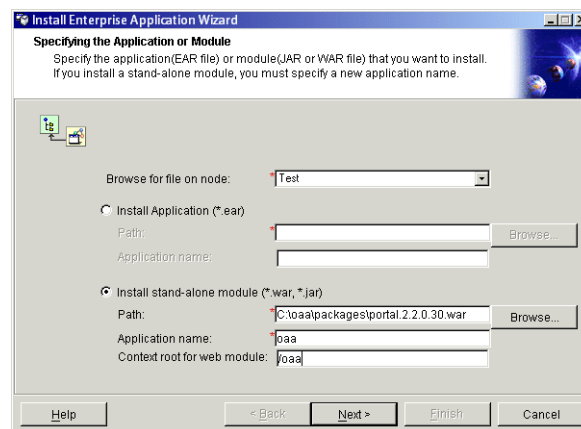 Install Enterprise Application Wizard
Specifying the Application or Module
Specify the application(EAR file) or module(JAR or WAR file) that you want to install.
If you install a stand-alone module, you must specify a new application name.
Browse for file on node: *Test
Install Application (*.ear)
Path: * Browse...
Application name:
Install stand-alone module (*.war, *.jar)
Path: *C:\oaa\packages\portal.2.2.0.30.war Browse...
Application name: *oaa
Context root for web module: /oaa
Help < Back Next > Finish Cancel